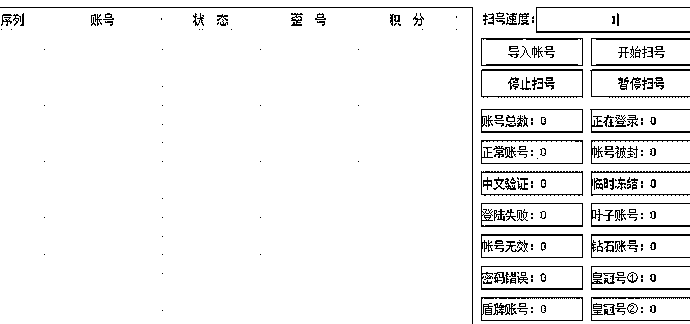 序列 账号 状 态 整 号 积 分
扫号速度: 1
导入帐号 开始扫号
停止扫号 暂停扫号
账号总数: 0 正在登录: 0
正常账号: 0 帐号被封: 0
中文验证: 0 临时冻结: 0
登陆失败: 0 叶子账号: 0
帐号无效: 0 钻石账号: 0
密码错误: 0 皇冠号①: 0
盾牌账号: 0 皇冠号②: 0